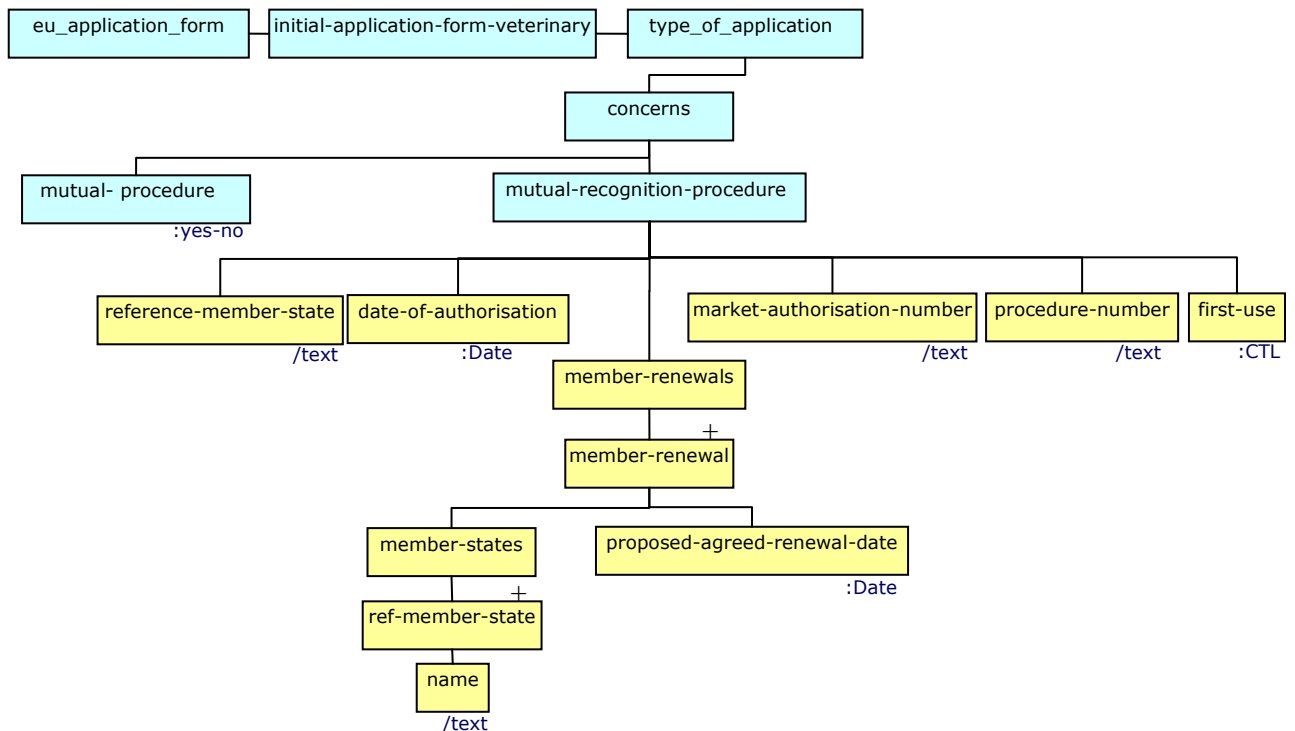 eu_application_form
initial-application-form-veterinary
type_of_application
concerns
mutual- procedure
:yes-no
mutual-recognition-procedure
reference-member-state
/text
date-of-authorisation
:Date
market-authorisation-number
/text
procedure-number
/text
first-use
:CTL
member-renewals
+
member-renewal
member-states
proposed-agreed-renewal-date
:Date
+
ref-member-state
name
/text